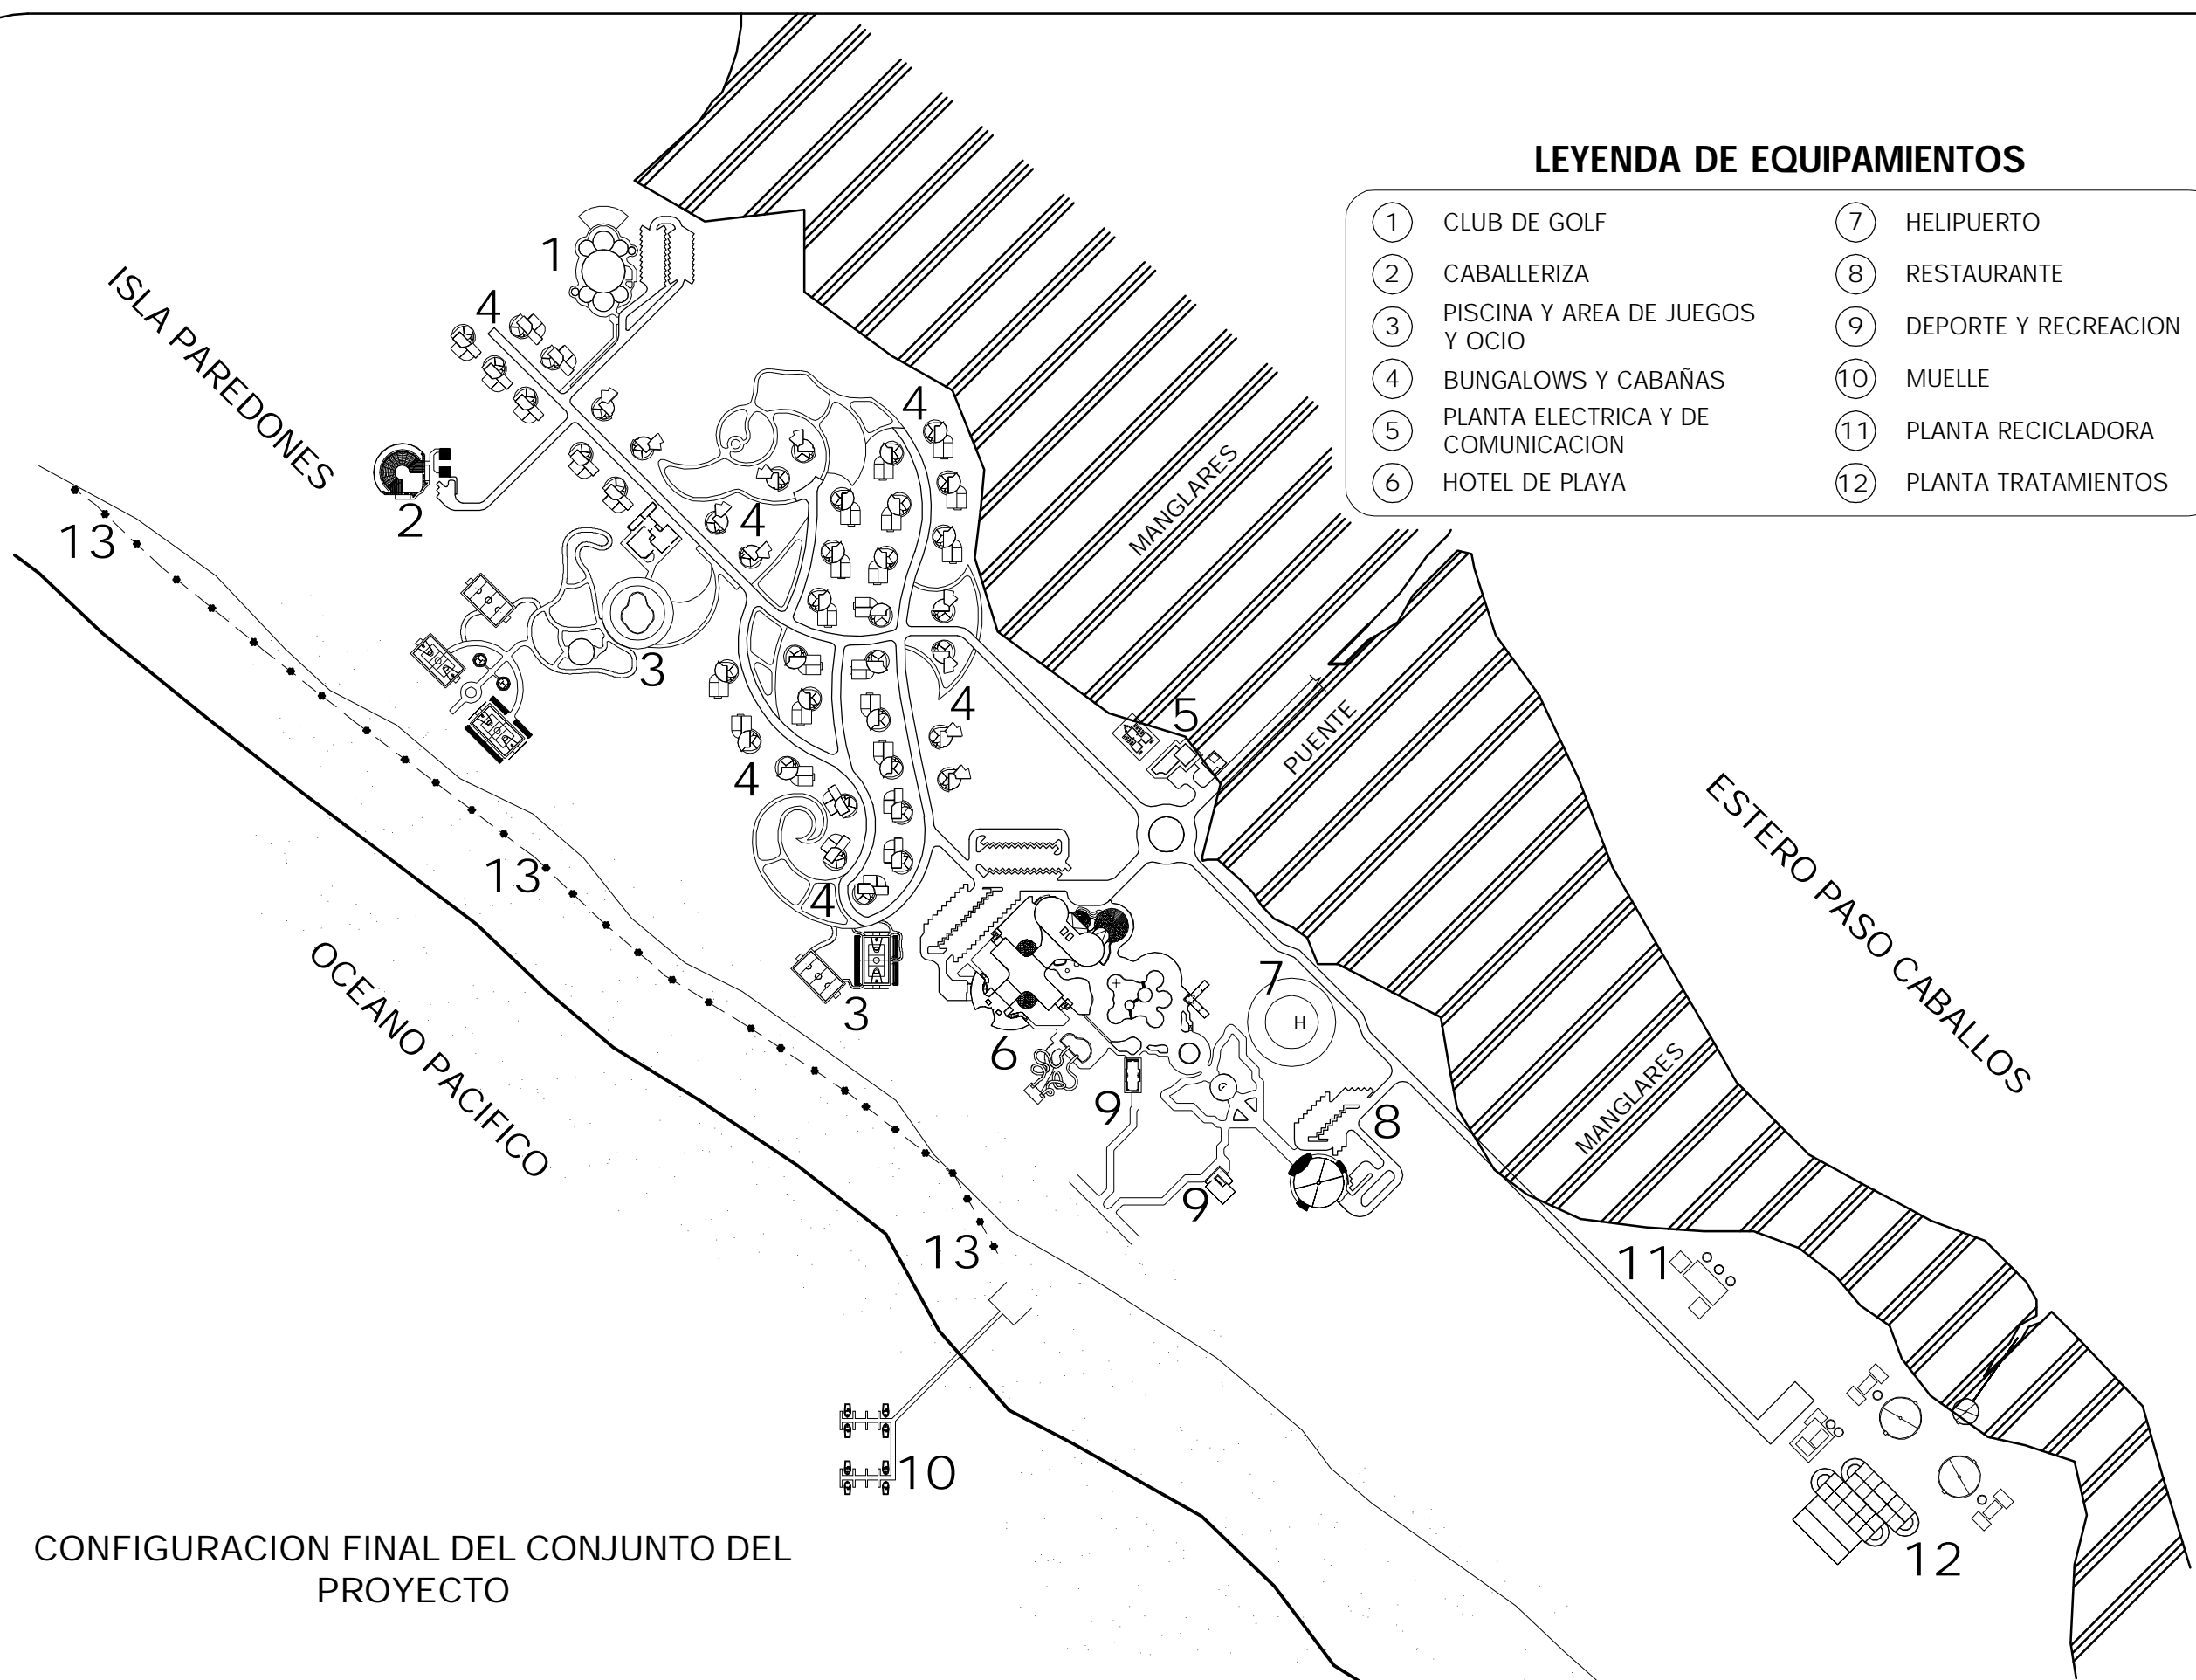 LEYENDA DE EQUIPAMIENTOS
1 CLUB DE GOLF
2 CABALLERIZA
3 PISCINA Y AREA DE JUEGOS
Y OCIO
4 BUNGALOWS Y CABAÑAS
5 PLANTA ELECTRICA Y DE
COMUNICACION
6 HOTEL DE PLAYA
7 HELIPUERTO
8 RESTAURANTE
9 DEPORTE Y RECREACION
10 MUELLE
11 PLANTA RECICLADORA
12 PLANTA TRATAMIENTOS
1
ISLA PAREDONES
4
4
MANGLARES
2
4
13
3
4
5
PUENTE
4
ESTERO PASO CABALLOS
13
4
OCEANO PACIFICO
3
7
H
6
9
8
MANGLARES
9
13
11
10
12
CONFIGURACION FINAL DEL CONJUNTO DEL
PROYECTO